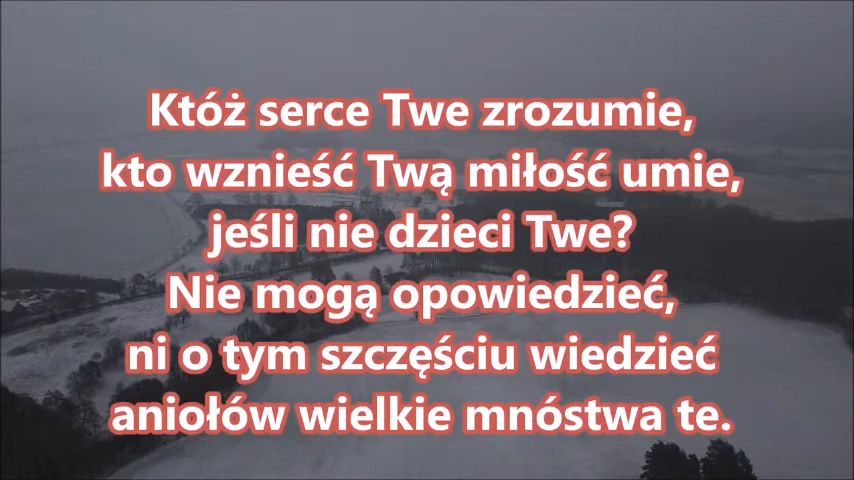 Któż serce Twe zrozumie,
kto wznieść Twą miłość umie,
jeśli nie dzieci Twe?
Nie mogą opowiedzieć,
ni o tym szczęściu wiedzieć
aniołów wielkie mnóstwa te.